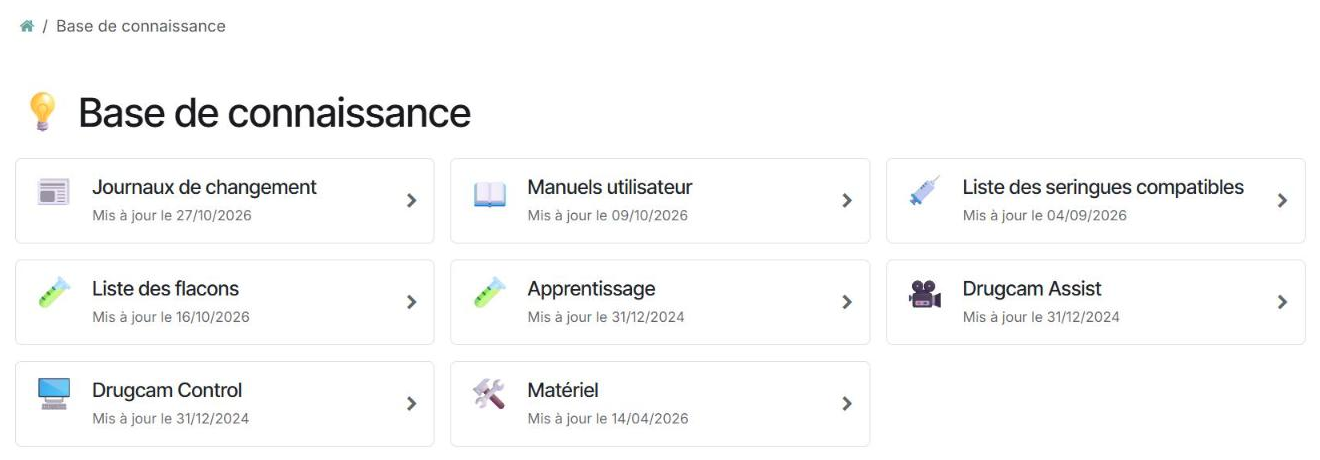 / Base de connaissance
Base de connaissance
Journaux de changement
Mis à jour le 27/10/2026
Manuels utilisateur
Mis à jour le 09/10/2026
Liste des seringues compatibles
Mis à jour le 04/09/2026
Liste des flacons
Mis à jour le 16/10/2026
Apprentissage
Mis à jour le 31/12/2024
Drugcam Assist
Mis à jour le 31/12/2024
Drugcam Control
Mis à jour le 31/12/2024
Matériel
Mis à jour le 14/04/2026